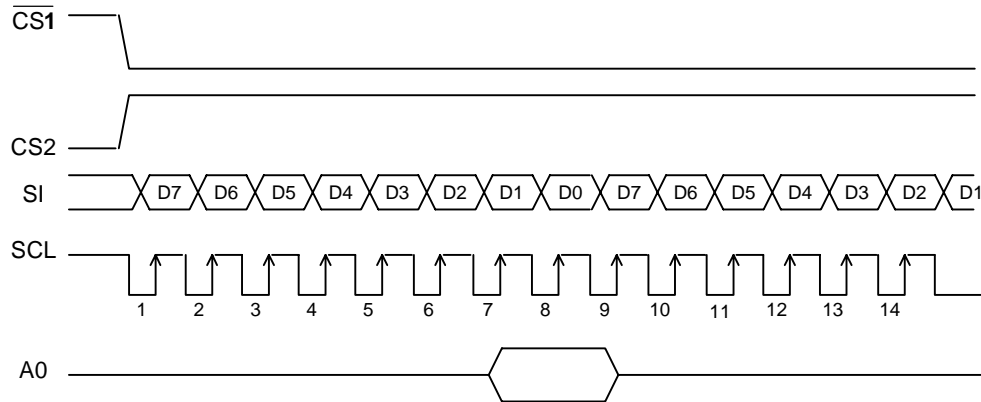 CS1
CS2
SI D7 D6 D5 D4 D3 D2 D1 D0 D7 D6 D5 D4 D3 D2 D1
SCL
1 2 3 4 5 6 7 8 9 10 11 12 13 14
A0